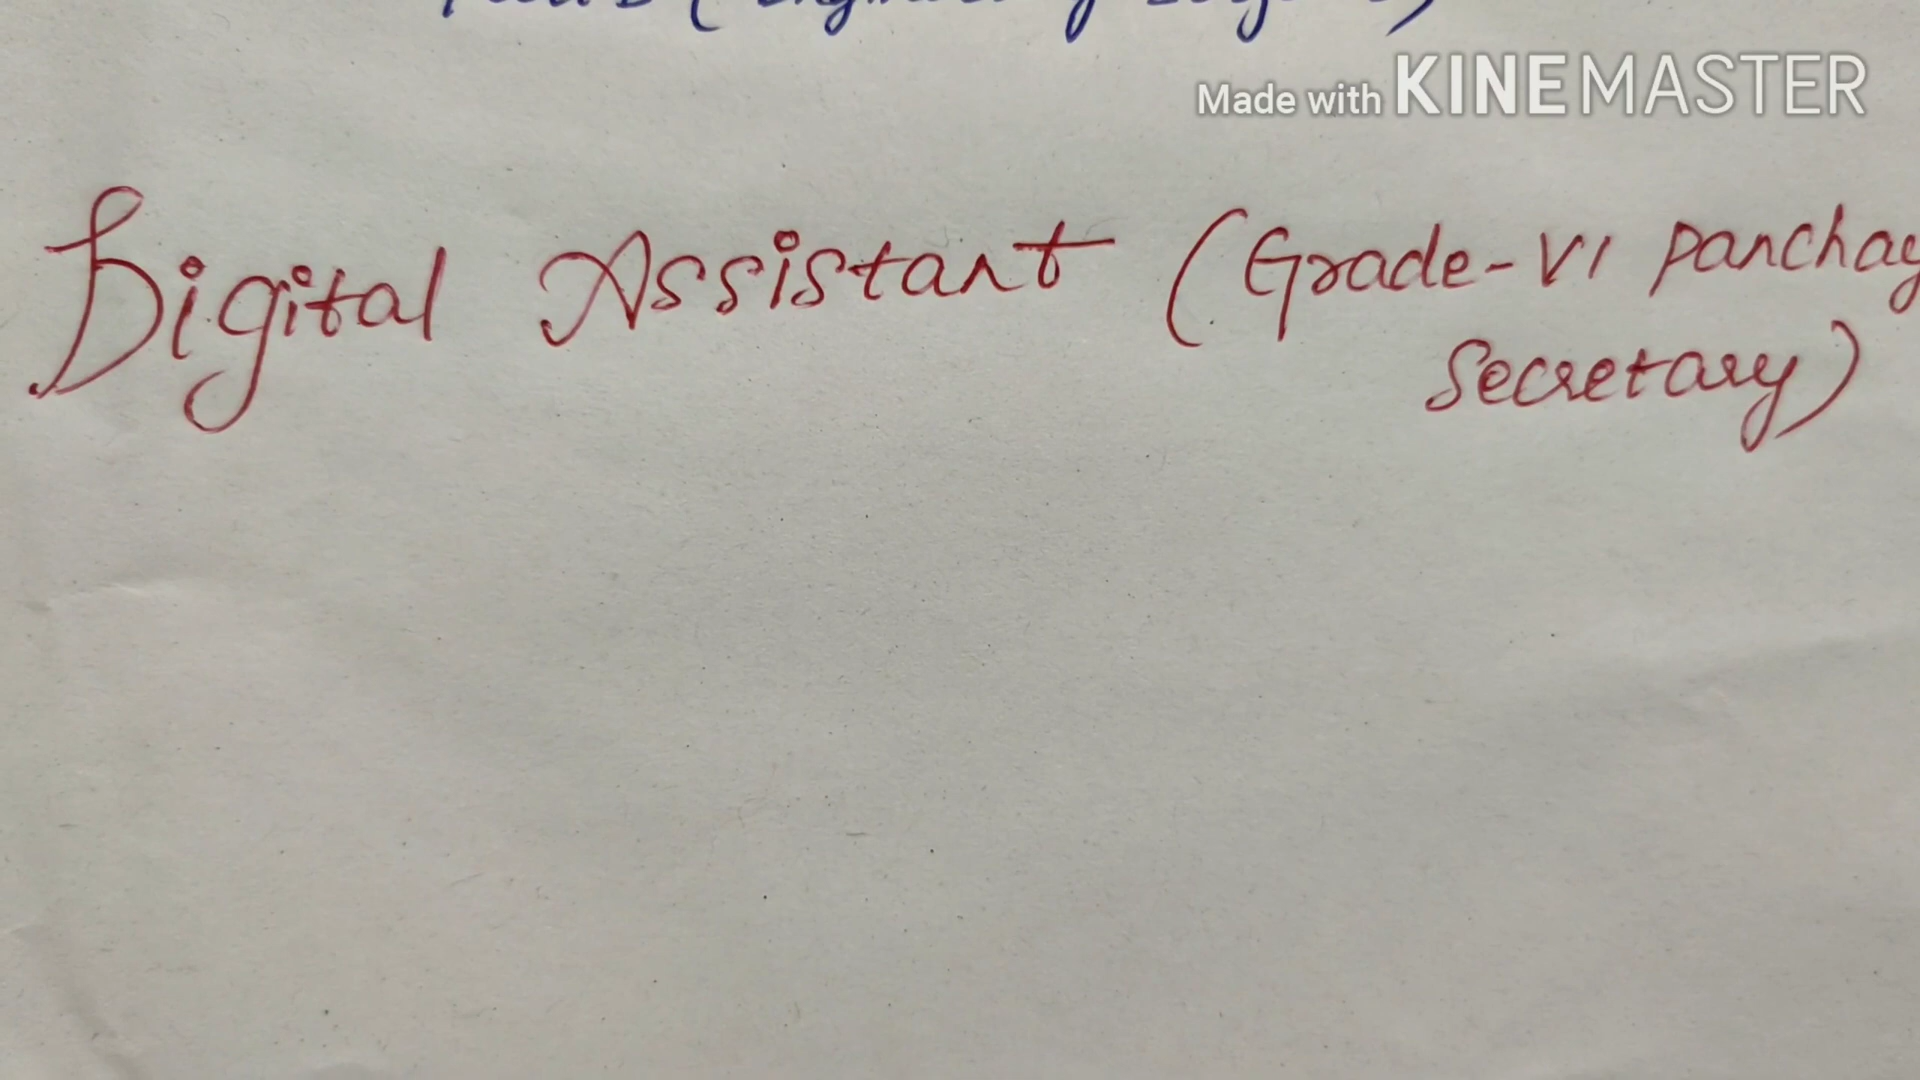 Made with KINEMASTER
Digital Assistant (Grade-VI Panchay
Secretary)